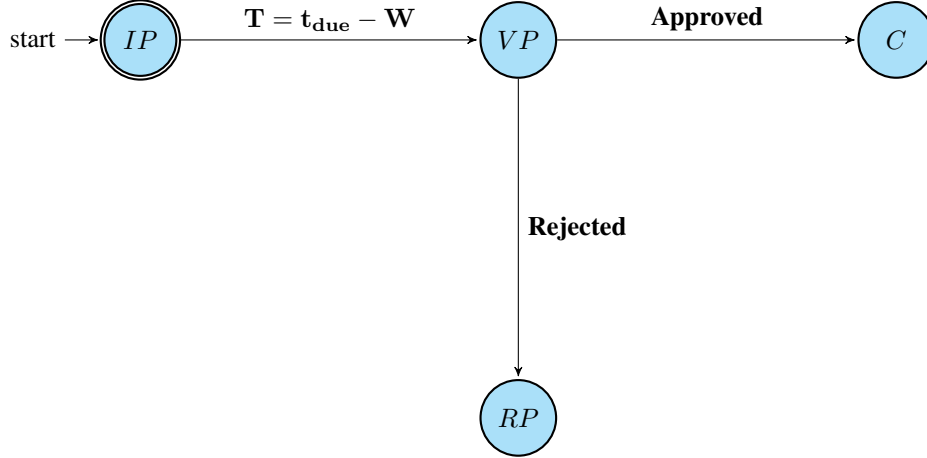 start
IP
T = t_due − W
VP
Approved
C
Rejected
RP